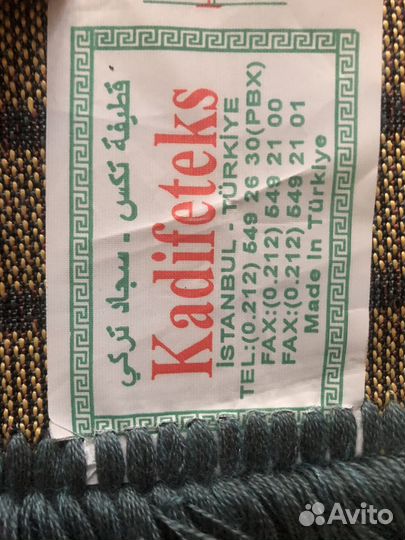 قطيفة تكس - سجاد تركي
Kadifeteks
İSTANBUL - TÜRKİYE
TEL:(0.212) 549 26 30(PBX)
FAX:(0.212) 549 21 00
FAX:(0.212) 549 21 01
Made in Türkiye
Avito